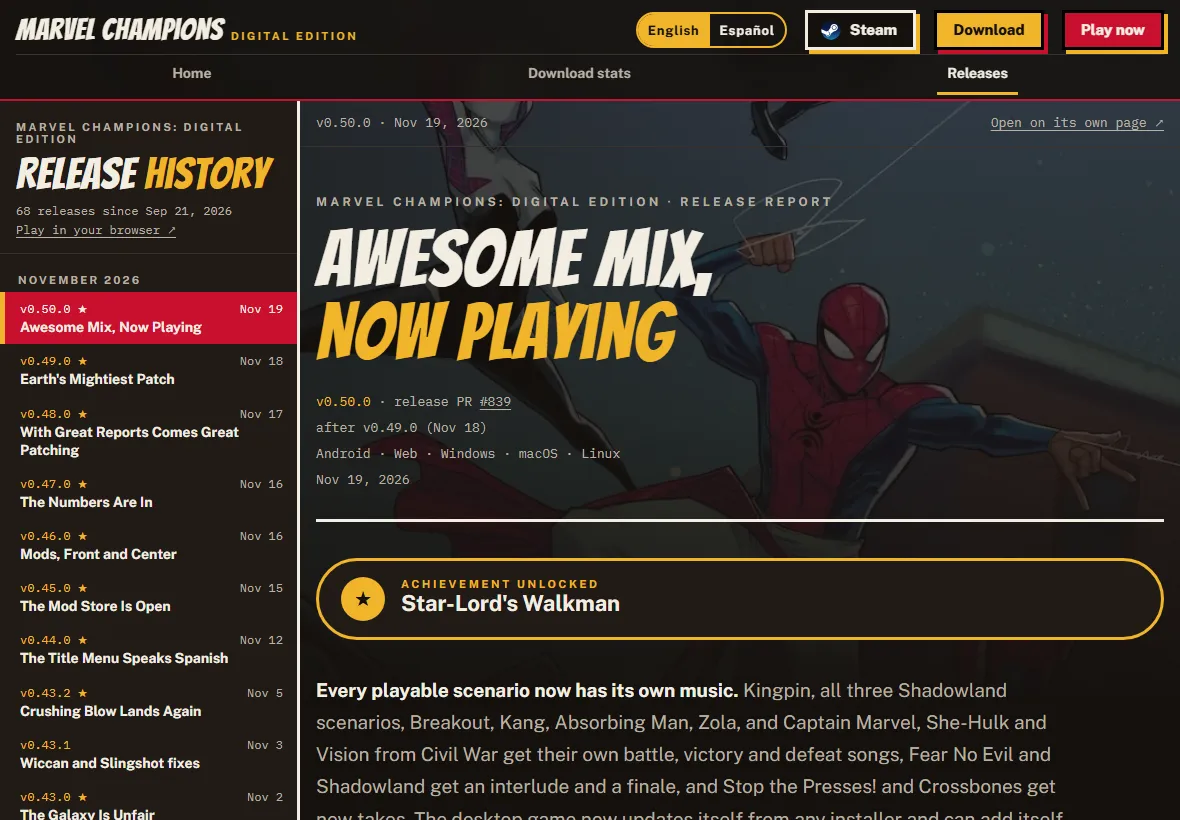 MARVEL CHAMPIONS DIGITAL EDITION
English Español
Steam
Download
Play now
Home
Download stats
Releases
MARVEL CHAMPIONS: DIGITAL
EDITION
RELEASE HISTORY
68 releases since Sep 21, 2026
Play in your browser ↗
NOVEMBER 2026
v0.50.0 ★ Nov 19
Awesome Mix, Now Playing
v0.49.0 ★ Nov 18
Earth's Mightiest Patch
v0.48.0 ★ Nov 17
With Great Reports Comes Great
Patching
v0.47.0 ★ Nov 16
The Numbers Are In
v0.46.0 ★ Nov 16
Mods, Front and Center
v0.45.0 ★ Nov 15
The Mod Store Is Open
v0.44.0 ★ Nov 12
The Title Menu Speaks Spanish
v0.43.2 ★ Nov 5
Crushing Blow Lands Again
v0.43.1 Nov 3
Wiccan and Slingshot fixes
v0.43.0 ★ Nov 2
The Galaxy Is Unfair
v0.50.0 · Nov 19, 2026
Open on its own page ↗
MARVEL CHAMPIONS: DIGITAL EDITION · RELEASE REPORT
AWESOME MIX,
NOW PLAYING
v0.50.0 · release PR #839
after v0.49.0 (Nov 18)
Android · Web · Windows · macOS · Linux
Nov 19, 2026
★
ACHIEVEMENT UNLOCKED
Star-Lord's Walkman
Every playable scenario now has its own music. Kingpin, all three Shadowland
scenarios, Breakout, Kang, Absorbing Man, Zola, and Captain Marvel, She-Hulk and
Vision from Civil War get their own battle, victory and defeat songs, Fear No Evil and
Shadowland get an interlude and a finale, and Stop the Presses! and Crossbones get
new takes. The desktop game now updates itself from any installer and can add itself